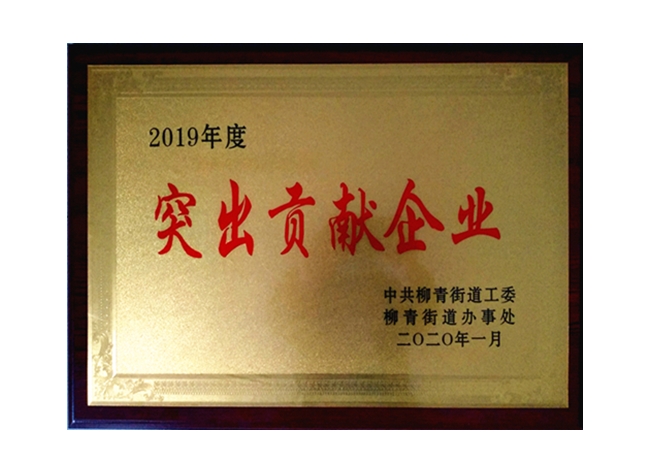 2019年度
突出贡献企业
中共柳青街道工委
柳青街道办事处
二〇二〇年一月